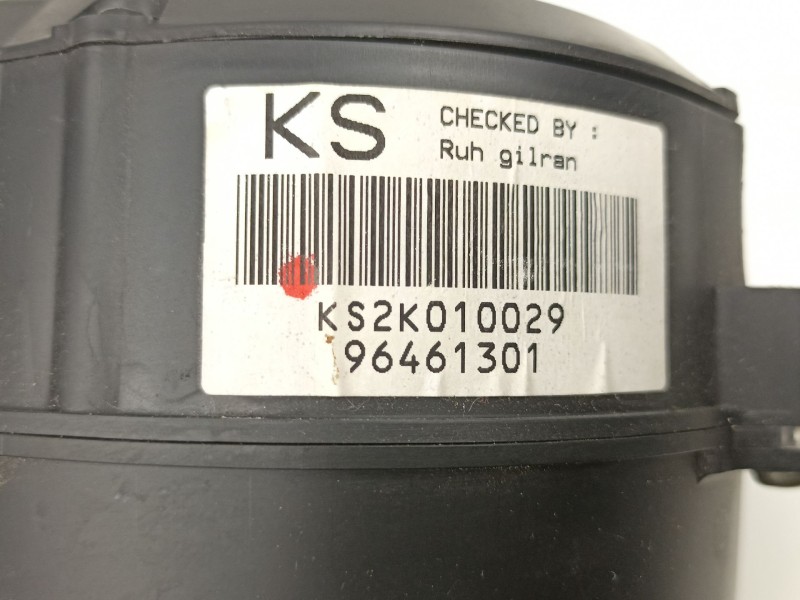 KS
CHECKED BY :
Ruh gilran
KS2K010029
96461301